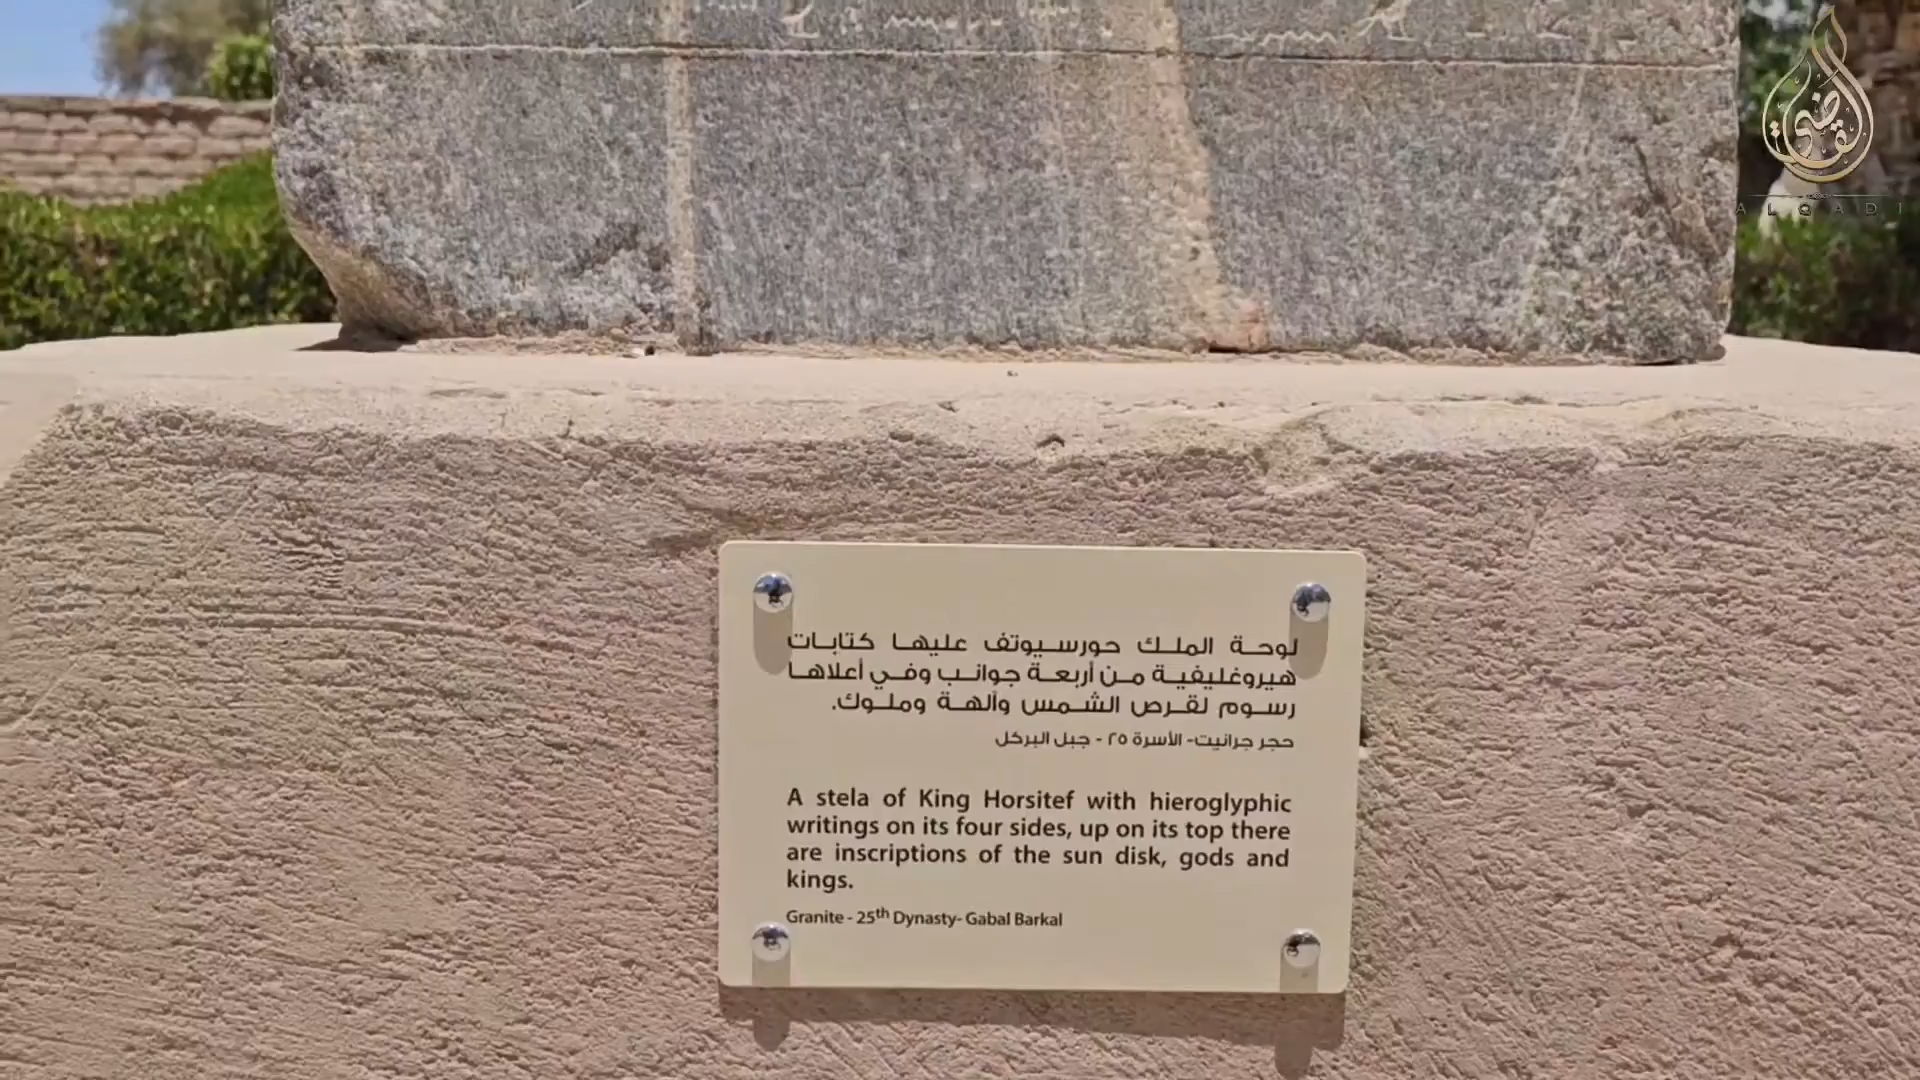 لوحة الملك حورسيوتف عليها كتابات
هيروغليفية من أربعة جوانب وفي أعلاها
رسوم لقرص الشمس وآلهة وملوك.
حجر جرانيت- الأسرة ٢٥ - جبل البركل
A stela of King Horsitef with hieroglyphic
writings on its four sides, up on its top there
are inscriptions of the sun disk, gods and
kings.
Granite - 25th Dynasty- Gabal Barkal
ALQADI